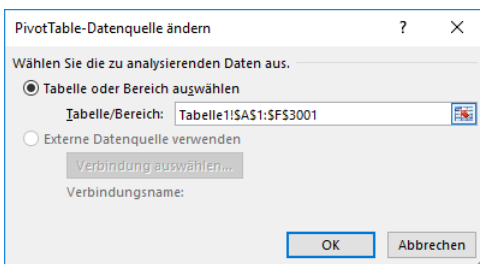 PivotTable-Datenquelle ändern ? ×
Wählen Sie die zu analysierenden Daten aus.
Tabelle oder Bereich auswählen
Tabelle/Bereich: Tabelle1!$A$1:$F$3001
Externe Datenquelle verwenden
Verbindung auswählen...
Verbindungsname:
OK Abbrechen